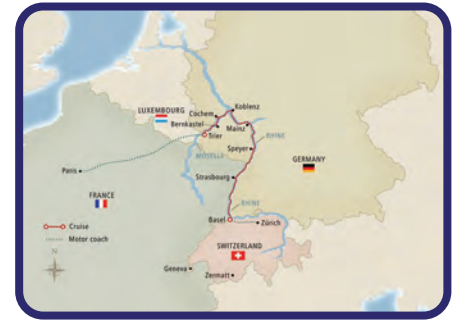 Koblenz
LUXEMBOURG
Cochem
Bernkastel
Mainz
Trier
RHINE
Speyer
MOSELLE
GERMANY
Paris
Strasbourg
FRANCE
RHINE
Cruise
Basel
Zürich
Motor coach
N
SWITZERLAND
Geneva
Zermatt